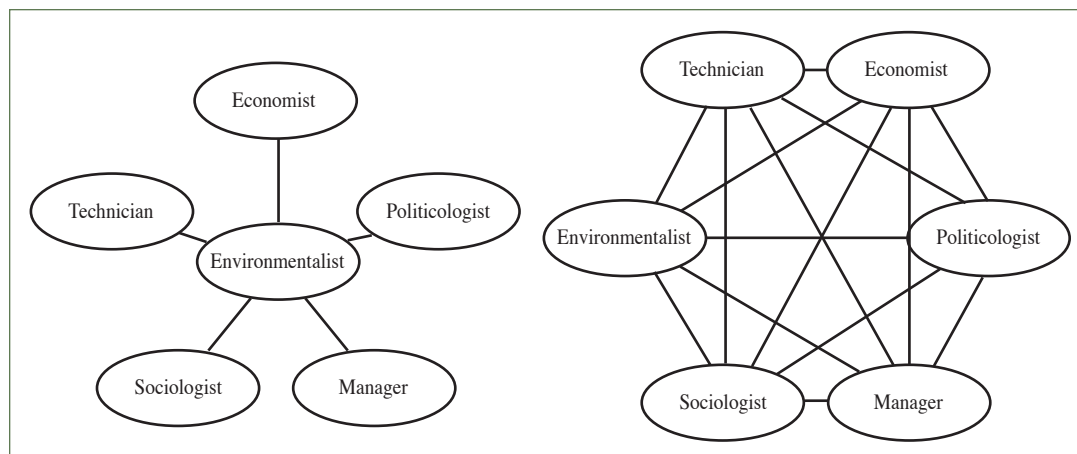 Economist
Technician
Politicologist
Environmentalist
Sociologist
Manager
Technician
Economist
Environmentalist
Politicologist
Sociologist
Manager